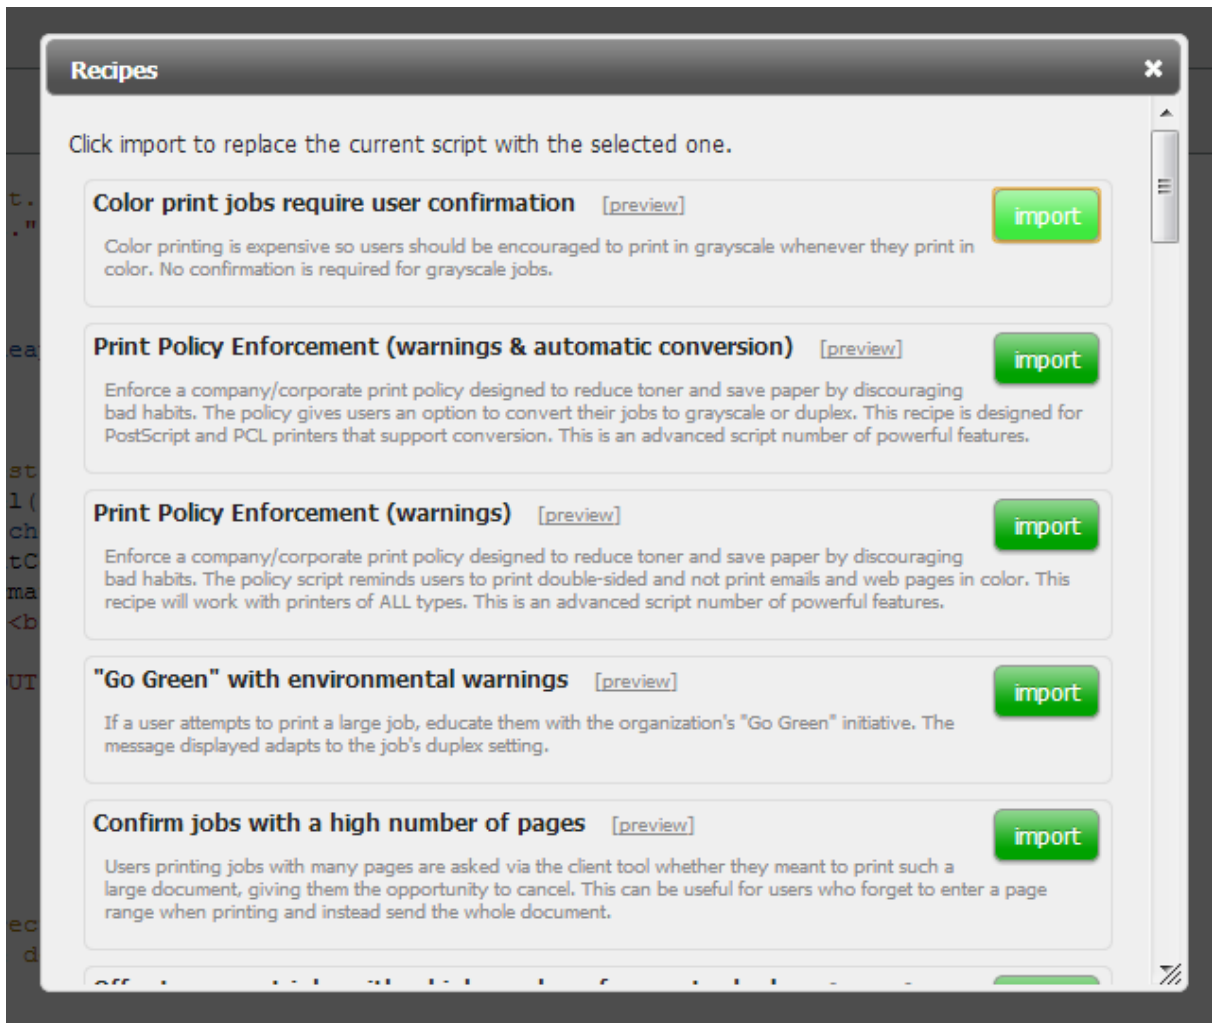 Recipes
Click import to replace the current script with the selected one.
Color print jobs require user confirmation [preview]
import
Color printing is expensive so users should be encouraged to print in grayscale whenever they print in
color. No confirmation is required for grayscale jobs.
Print Policy Enforcement (warnings & automatic conversion) [preview]
import
Enforce a company/corporate print policy designed to reduce toner and save paper by discouraging
bad habits. The policy gives users an option to convert their jobs to grayscale or duplex. This recipe is designed for
PostScript and PCL printers that support conversion. This is an advanced script number of powerful features.
Print Policy Enforcement (warnings) [preview]
import
Enforce a company/corporate print policy designed to reduce toner and save paper by discouraging
bad habits. The policy script reminds users to print double-sided and not print emails and web pages in color. This
recipe will work with printers of ALL types. This is an advanced script number of powerful features.
"Go Green" with environmental warnings [preview]
import
If a user attempts to print a large job, educate them with the organization's "Go Green" initiative. The
message displayed adapts to the job's duplex setting.
Confirm jobs with a high number of pages [preview]
import
Users printing jobs with many pages are asked via the client tool whether they meant to print such a
large document, giving them the opportunity to cancel. This can be useful for users who forget to enter a page
range when printing and instead send the whole document.